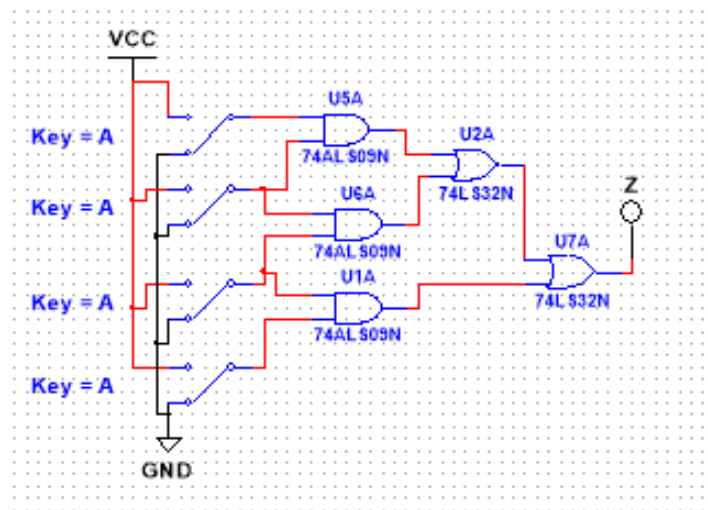 VCC
U5A
Key = A
74ALS09N
U2A
74LS32N
Key = A
U6A
Z
74ALS09N
U7A
U1A
74LS32N
Key = A
74ALS09N
Key = A
GND